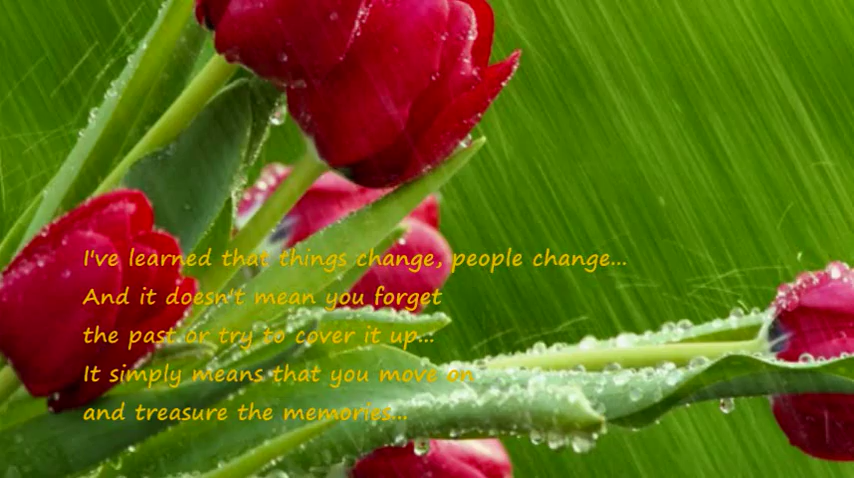 I've learned that things change, people change...
And it doesn't mean you forget
the past or try to cover it up...
It simply means that you move on
and treasure the memories...